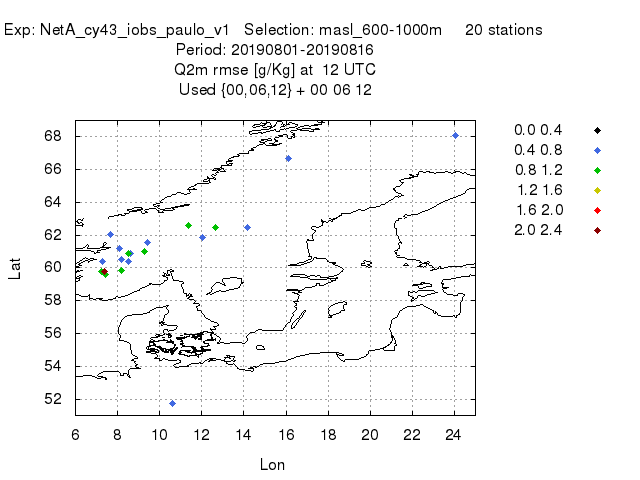 Exp: NetA_cy43_iobs_paulo_v1 Selection: masl_600-1000m 20 stations
Period: 20190801-20190816
Q2m rmse [g/Kg] at 12 UTC
Used {00,06,12} + 00 06 12
0.0 0.4
0.4 0.8
0.8 1.2
1.2 1.6
1.6 2.0
2.0 2.4
68
66
64
62
60
58
56
54
52
Lat
6 8 10 12 14 16 18 20 22 24
Lon